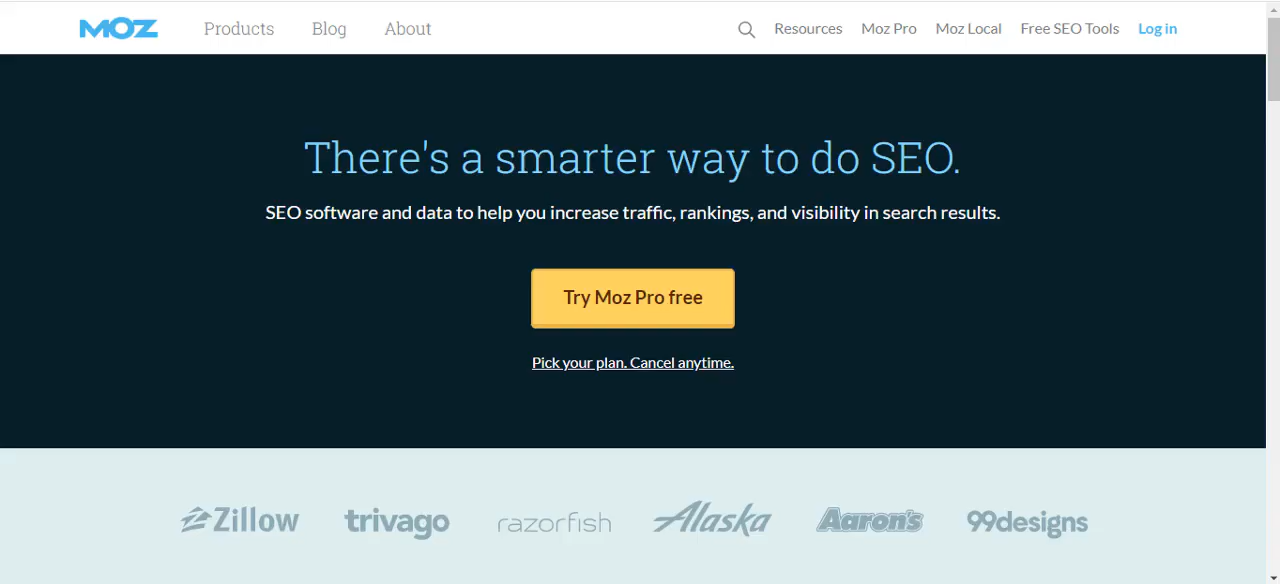 MOZ Products Blog About Resources Moz Pro Moz Local Free SEO Tools Log in
There's a smarter way to do SEO.
SEO software and data to help you increase traffic, rankings, and visibility in search results.
Try Moz Pro free
Pick your plan. Cancel anytime.
Zillow trivago razorfish Alaska Aaron's 99designs